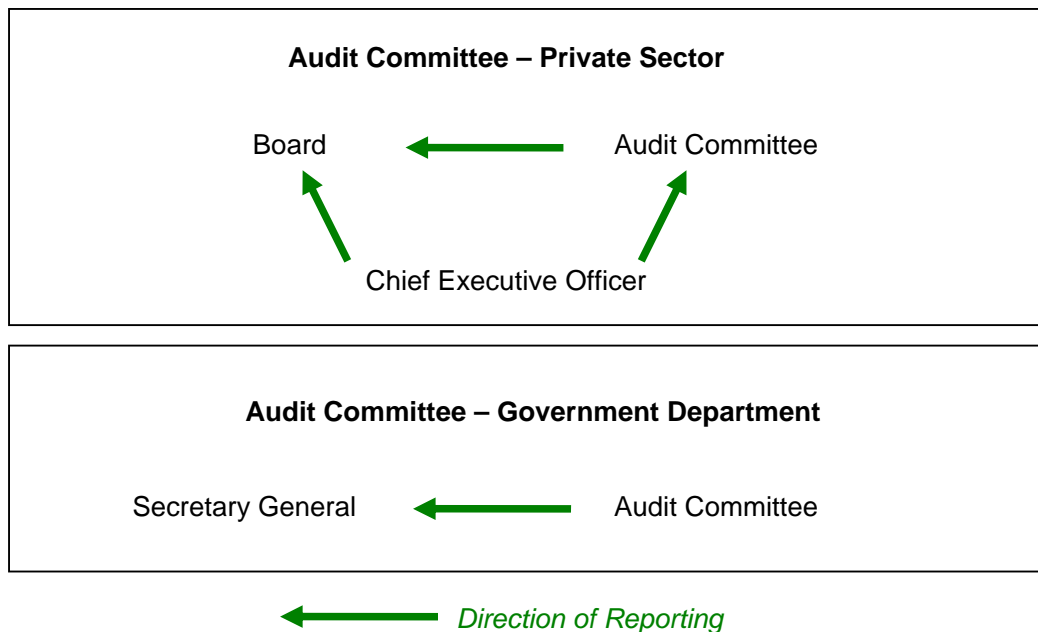 Audit Committee – Private Sector
Board Audit Committee
Chief Executive Officer
Audit Committee – Government Department
Secretary General Audit Committee
Direction of Reporting